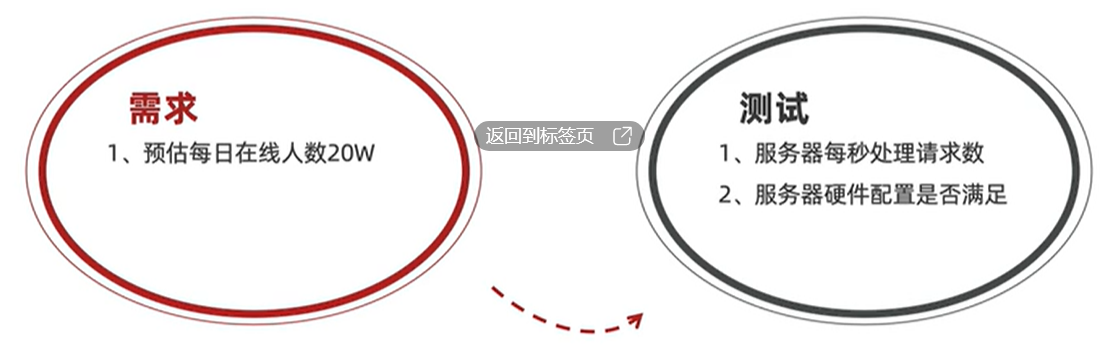 需求
1、预估每日在线人数20W
返回到标签页
测试
1、服务器每秒处理请求数
2、服务器硬件配置是否满足